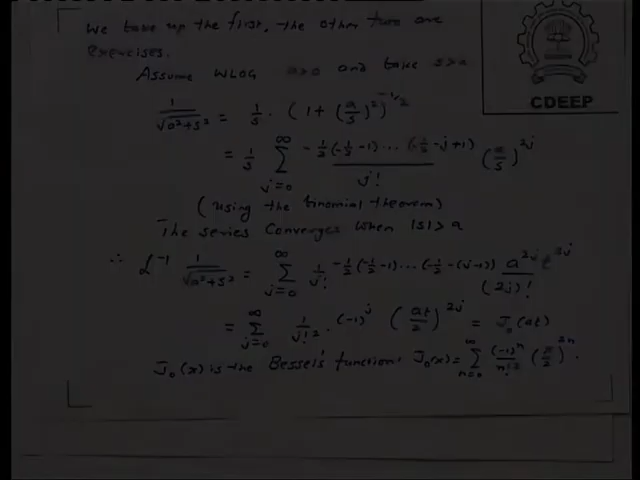 We take up the first, the other two are
exercises.
Assume WLOG a>0 and take s>a
CDEEP
1/√(a²+s²) = 1/s · (1 + (a/s)²)^(-1/2)
= 1/s ∑_{j=0}^{∞} -1/2(-1/2-1)...(-1/2-j+1)/j! (a/s)^{2j}
(using the binomial theorem)
The series converges when |s|>a
∴ L⁻¹ 1/√(a²+s²) = ∑_{j=0}^{∞} 1/j! -1/2(-1/2-1)...(-1/2-(j-1)) a^{2j} t^{2j}/(2j)!
= ∑_{j=0}^{∞} 1/j!² · (-1)^j (at/2)^{2j} = J₀(at)
J₀(x) is the Bessel's function. J₀(x) = ∑_{n=0}^{∞} (-1)^n/n!² (x/2)^{2n}.